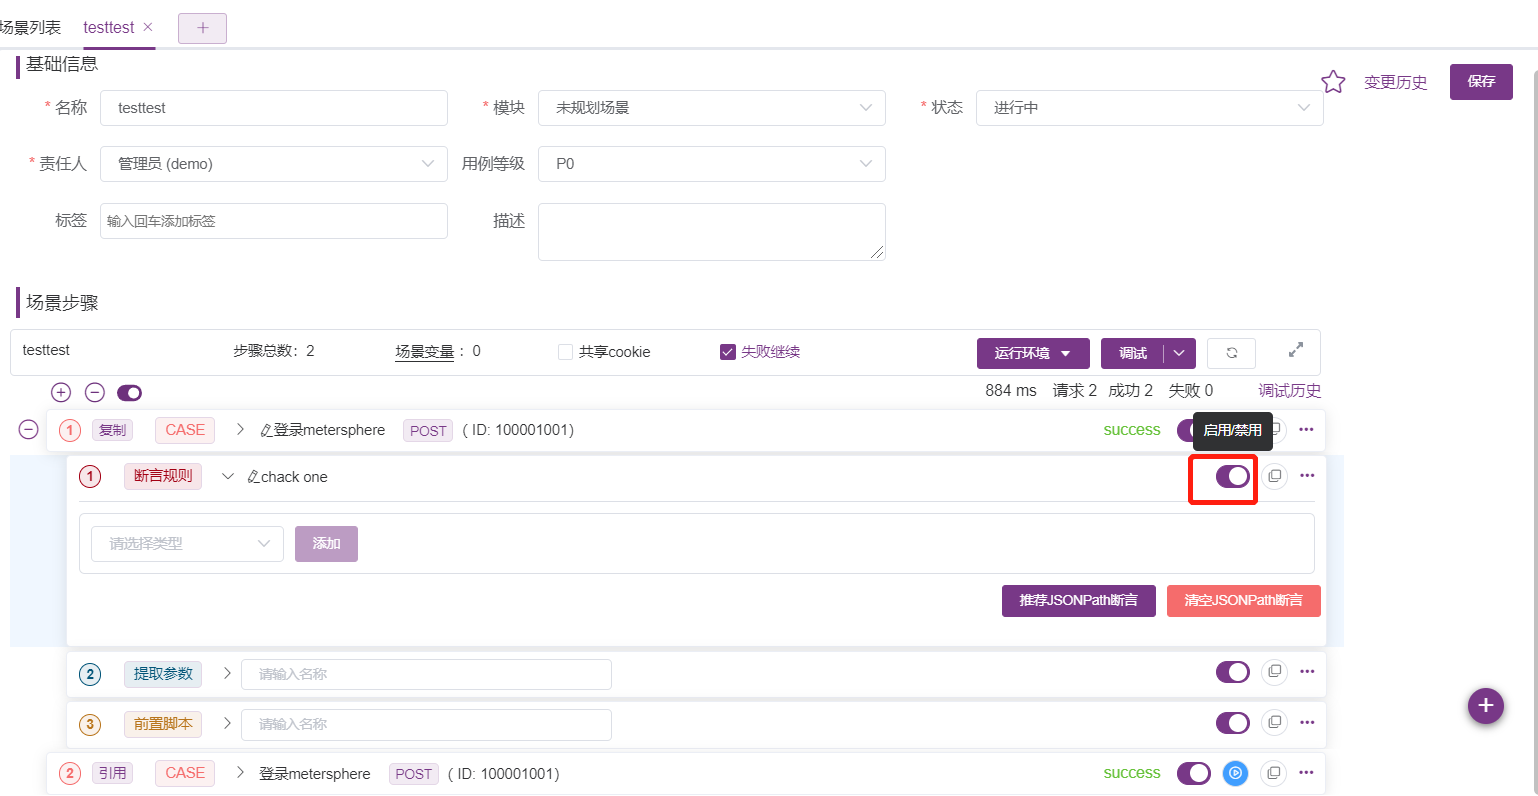 场景列表 testtest ×
基础信息
变更历史 保存
* 名称 testtest * 模块 未规划场景 * 状态 进行中
* 责任人 管理员 (demo) 用例等级 P0
标签 输入回车添加标签 描述
场景步骤
testtest 步骤总数：2 场景变量 ：0 共享cookie 失败继续 运行环境 调试
884 ms 请求 2 成功 2 失败 0 调试历史
1 复制 CASE 登录metersphere POST ( ID: 100001001) success 启用/禁用
1 断言规则 chack one
请选择类型 添加
推荐JSONPath断言 清空JSONPath断言
2 提取参数 请输入名称
3 前置脚本 请输入名称
2 引用 CASE 登录metersphere POST ( ID: 100001001) success